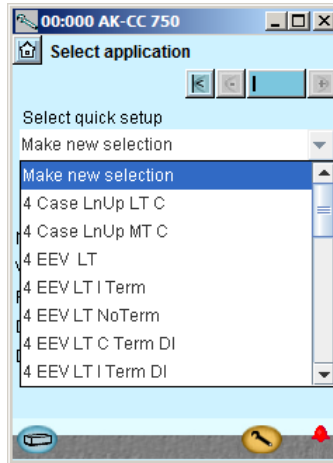 00:000 AK-CC 750
Select application
Select quick setup
Make new selection
Make new selection
4 Case LnUp LT C
4 Case LnUp MT C
4 EEV LT
4 EEV LT I Term
4 EEV LT NoTerm
4 EEV LT C Term DI
4 EEV LT I Term DI